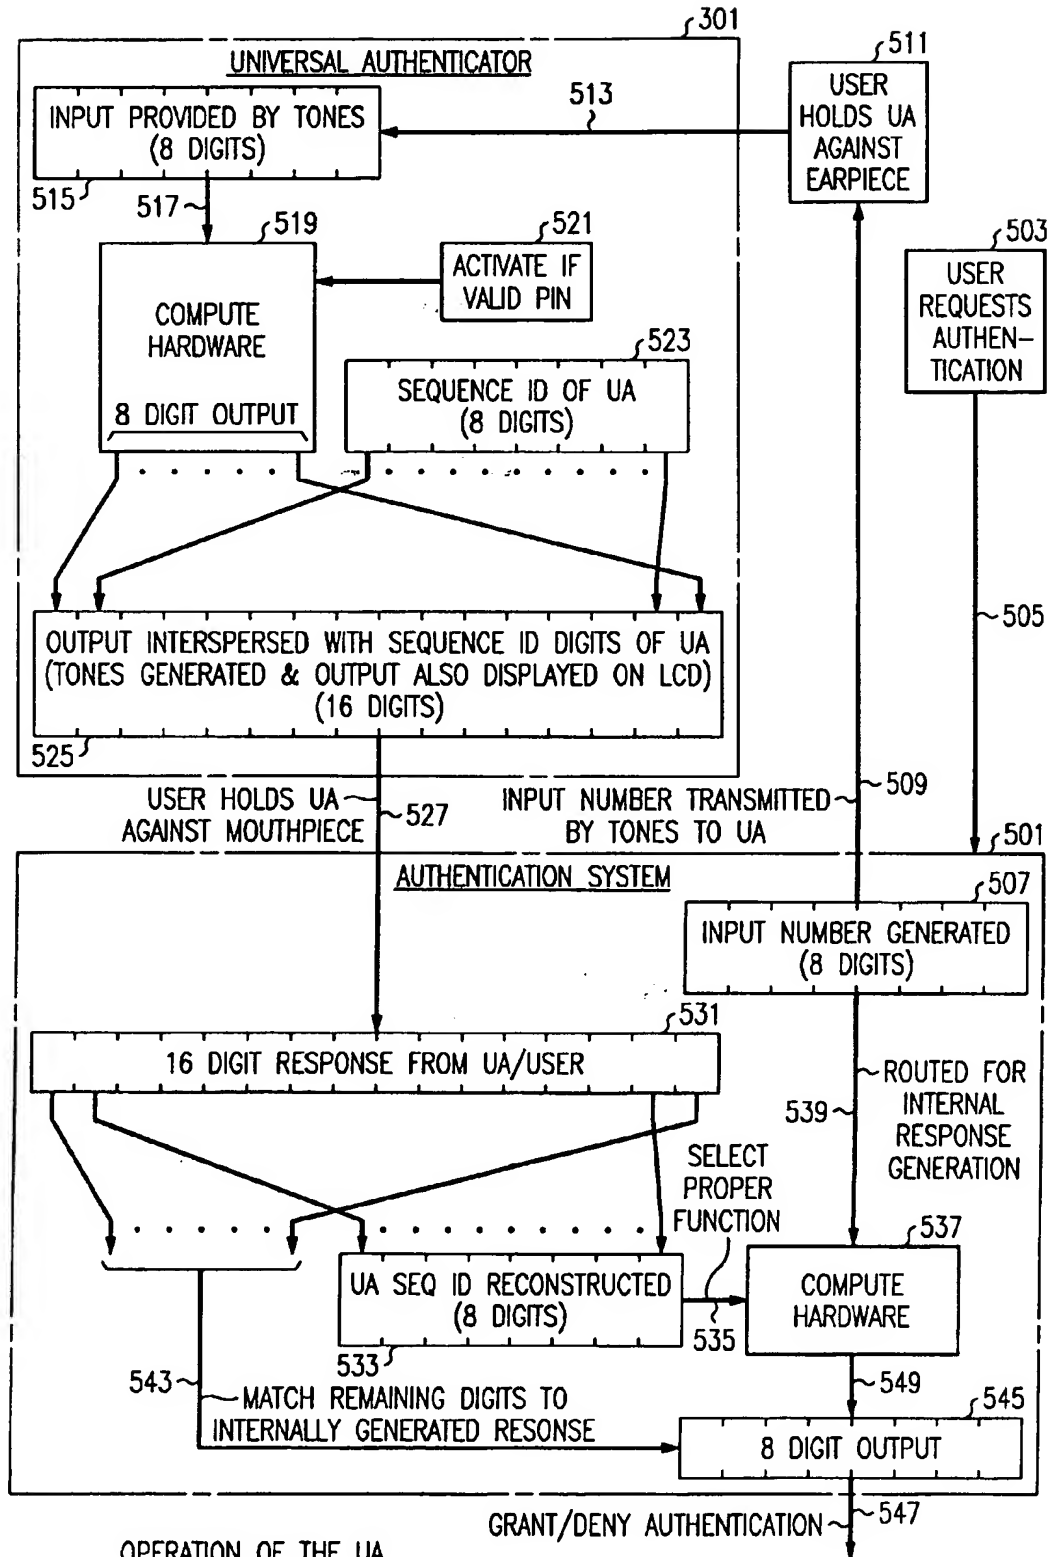 301
UNIVERSAL AUTHENTICATOR
INPUT PROVIDED BY TONES
(8 DIGITS)
515
517
513
511
USER
HOLDS UA
AGAINST
EARPIECE
519
COMPUTE
HARDWARE
8 DIGIT OUTPUT
521
ACTIVATE IF
VALID PIN
503
USER
REQUESTS
AUTHEN-
TICATION
523
SEQUENCE ID OF UA
(8 DIGITS)
505
OUTPUT INTERSPERSED WITH SEQUENCE ID DIGITS OF UA
(TONES GENERATED & OUTPUT ALSO DISPLAYED ON LCD)
(16 DIGITS)
525
USER HOLDS UA
AGAINST MOUTHPIECE
527
INPUT NUMBER TRANSMITTED
BY TONES TO UA
509
501
AUTHENTICATION SYSTEM
507
INPUT NUMBER GENERATED
(8 DIGITS)
531
16 DIGIT RESPONSE FROM UA/USER
539
ROUTED FOR
INTERNAL
RESPONSE
GENERATION
SELECT
PROPER
FUNCTION
537
UA SEQ ID RECONSTRUCTED
(8 DIGITS)
533
535
COMPUTE
HARDWARE
543
MATCH REMAINING DIGITS TO
INTERNALLY GENERATED RESONSE
549
545
8 DIGIT OUTPUT
GRANT/DENY AUTHENTICATION
547
OPERATION OF THE UA